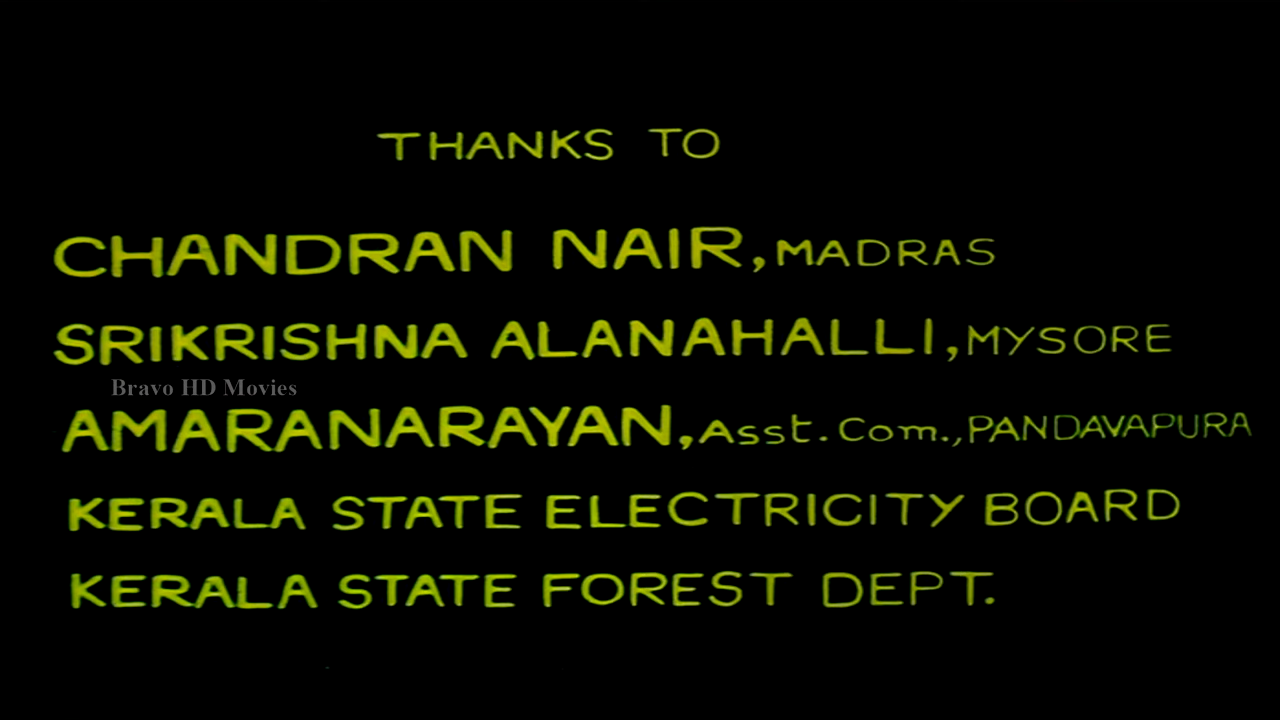 THANKS TO
CHANDRAN NAIR, MADRAS
SRIKRISHNA ALANAHALLI, MYSORE
Bravo HD Movies
AMARANARAYAN, Asst. Com., PANDAVAPURA
KERALA STATE ELECTRICITY BOARD
KERALA STATE FOREST DEPT.